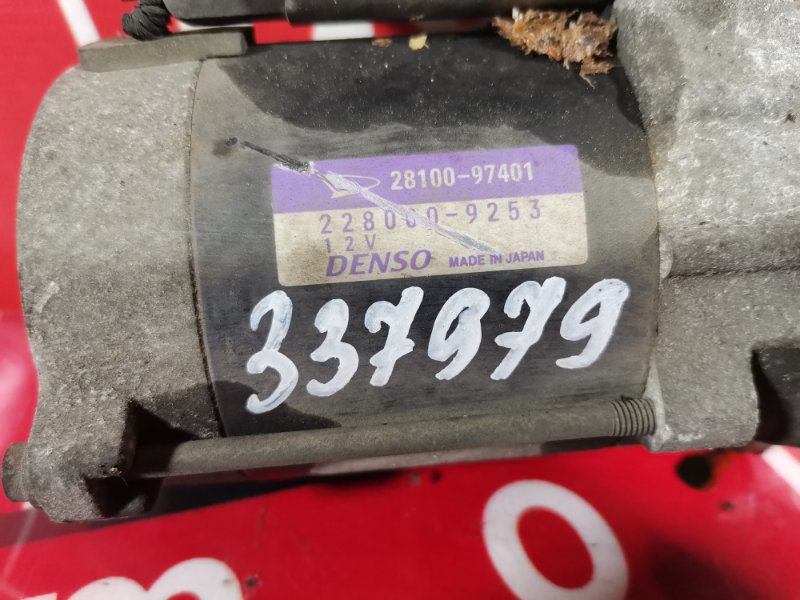 28100-97401
228000-9253
12V
DENSO MADE IN JAPAN
337979